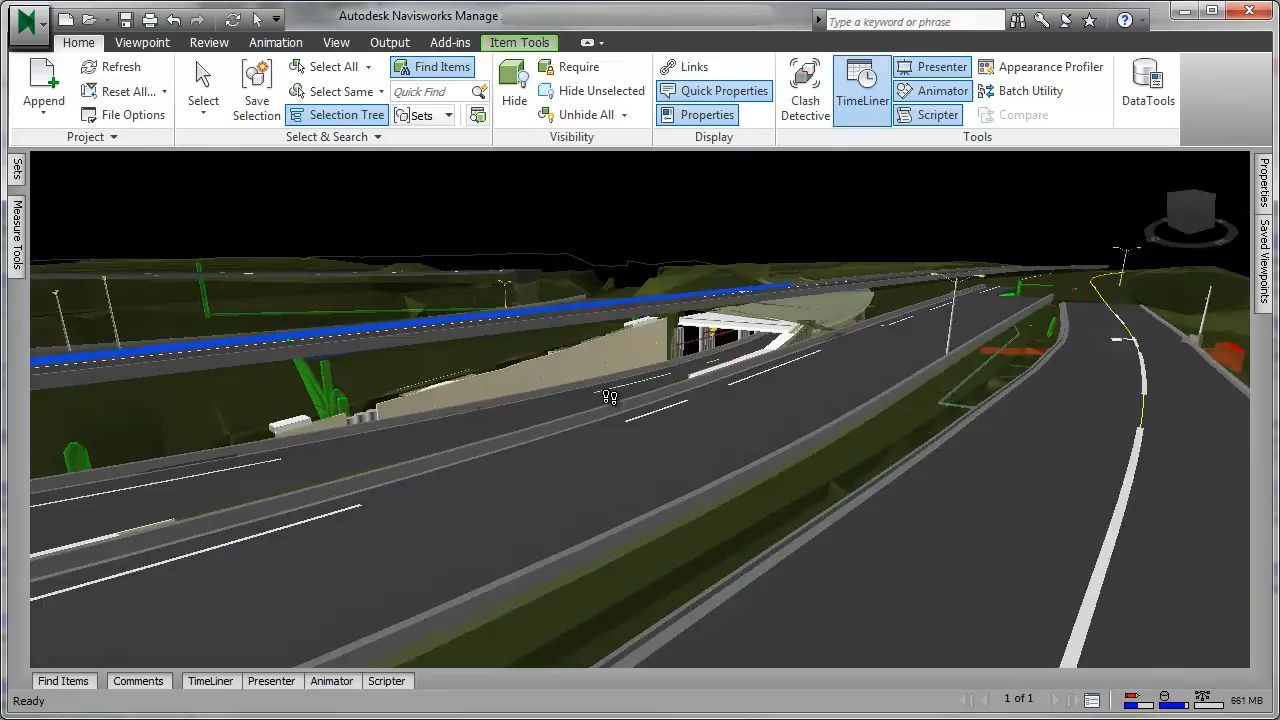 Autodesk Navisworks Manage
Type a keyword or phrase
Home Viewpoint Review Animation View Output Add-ins Item Tools
Append
Refresh
Reset All...
File Options
Project
Select
Save Selection
Select All
Select Same
Selection Tree
Find Items
Quick Find
Sets
Select & Search
Hide
Require
Hide Unselected
Unhide All
Visibility
Links
Quick Properties
Properties
Display
Clash Detective
TimeLiner
Presenter
Animator
Scripter
Appearance Profiler
Batch Utility
Compare
Tools
DataTools
Sets
Measure Tools
Properties
Saved Viewpoints
Find Items Comments TimeLiner Presenter Animator Scripter
Ready
1 of 1
661 MB